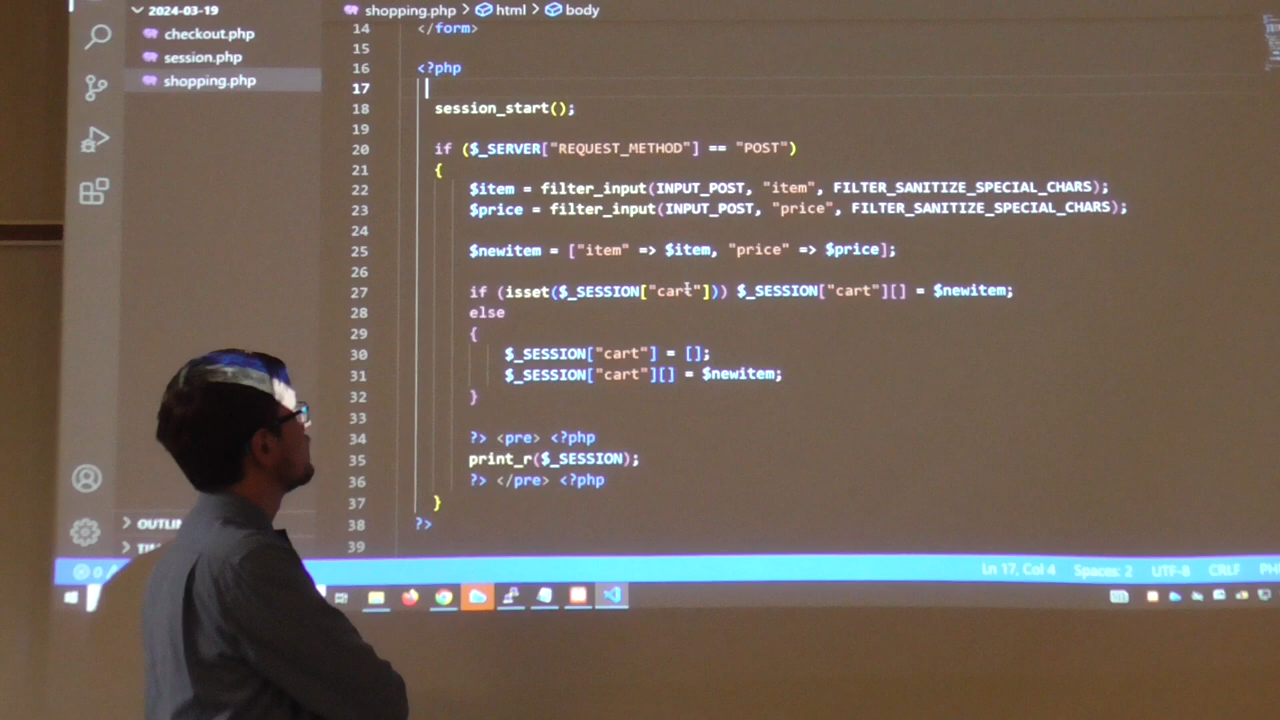 2024-03-19
checkout.php
session.php
shopping.php
shopping.php > html > body
14 </form>
15
16 <?php
17
18 session_start();
19
20 if ($_SERVER["REQUEST_METHOD"] == "POST")
21 {
22 $item = filter_input(INPUT_POST, "item", FILTER_SANITIZE_SPECIAL_CHARS);
23 $price = filter_input(INPUT_POST, "price", FILTER_SANITIZE_SPECIAL_CHARS);
24
25 $newitem = ["item" => $item, "price" => $price];
26
27 if (isset($_SESSION["cart"])) $_SESSION["cart"][] = $newitem;
28 else
29 {
30 $_SESSION["cart"] = [];
31 $_SESSION["cart"][] = $newitem;
32 }
33
34 ?> <pre> <?php
35 print_r($_SESSION);
36 ?> </pre> <?php
37 }
38 ?>
39
> OUTLIN
> TIM
0
Ln 17, Col 4 Spaces: 2 UTF-8 CRLF PH